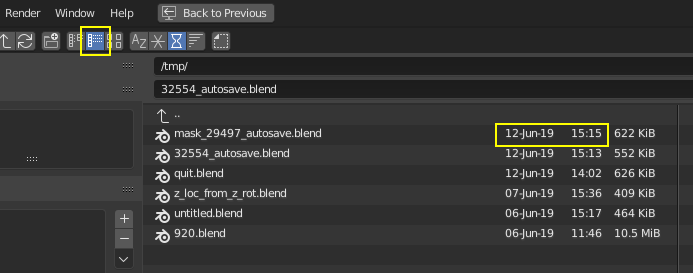 Render Window Help Back to Previous
/tmp/
32554_autosave.blend
..
mask_29497_autosave.blend 12-Jun-19 15:15 622 KiB
32554_autosave.blend 12-Jun-19 15:13 552 KiB
quit.blend 12-Jun-19 14:02 626 KiB
z_loc_from_z_rot.blend 07-Jun-19 15:36 409 KiB
untitled.blend 06-Jun-19 15:17 464 KiB
920.blend 06-Jun-19 11:46 10.5 MiB